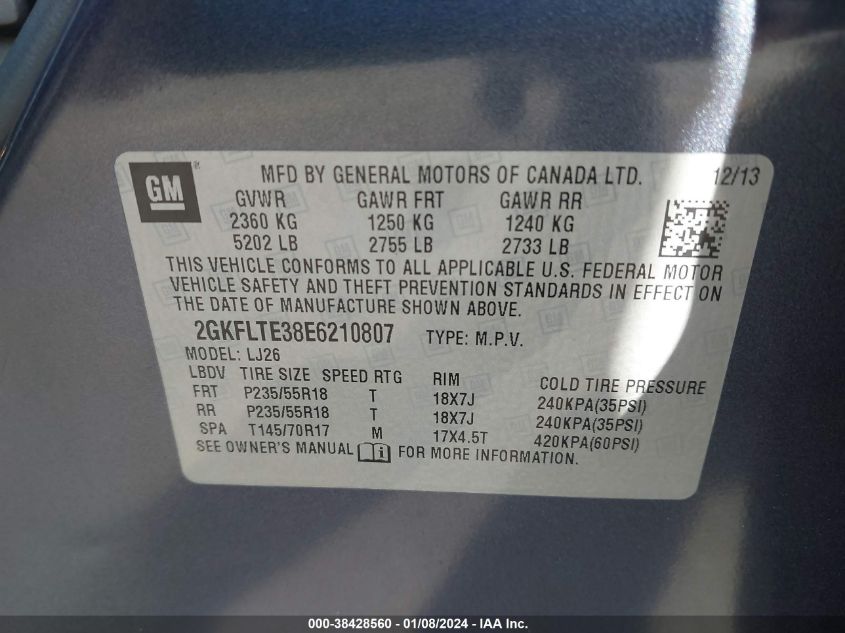 GM® MFD BY GENERAL MOTORS OF CANADA LTD. 12/13
GVWR GAWR FRT GAWR RR
2360 KG 1250 KG 1240 KG
5202 LB 2755 LB 2733 LB
THIS VEHICLE CONFORMS TO ALL APPLICABLE U.S. FEDERAL MOTOR
VEHICLE SAFETY AND THEFT PREVENTION STANDARDS IN EFFECT ON
THE DATE OF MANUFACTURE SHOWN ABOVE.
2GKFLTE38E6210807 TYPE: M.P.V.
MODEL: LJ26
LBDV TIRE SIZE SPEED RTG RIM COLD TIRE PRESSURE
FRT P235/55R18 T 18X7J 240KPA(35PSI)
RR P235/55R18 T 18X7J 240KPA(35PSI)
SPA T145/70R17 M 17X4.5T 420KPA(60PSI)
SEE OWNER'S MANUAL i FOR MORE INFORMATION.
000-38428560 - 01/08/2024 - IAA Inc.